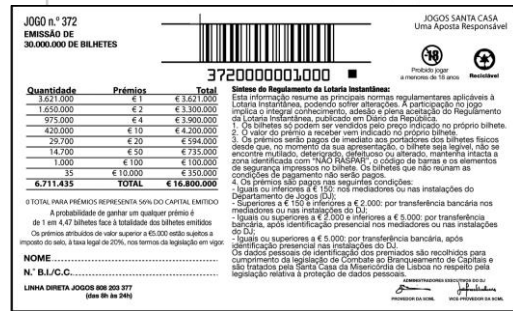 JOGO n.º 372
EMISSÃO DE
30.000.000 DE BILHETES
3720000001000
JOGOS SANTA CASA
Uma Aposta Responsável
18
Proibido jogar
a menores de 18 anos
Reciclável
Quantidade Prémios Total
3.621.000 € 1 € 3.621.000
1.650.000 € 2 € 3.300.000
975.000 € 4 € 3.900.000
420.000 € 10 € 4.200.000
29.700 € 20 € 594.000
14.700 € 50 € 735.000
1.000 € 100 € 100.000
35 € 10.000 € 350.000
6.711.435 TOTAL € 16.800.000
O TOTAL PARA PRÉMIOS REPRESENTA 56% DO CAPITAL EMITIDO
A probabilidade de ganhar um qualquer prémio é
de 1 em 4,47 bilhetes face à totalidade dos bilhetes emitidos
Os prémios atribuídos de valor superior a €5.000 estão sujeitos a
imposto do selo, à taxa legal de 20%, nos termos da legislação em vigor.
NOME
N.º B.I./C.C.
LINHA DIRETA JOGOS 808 203 377
(das 8h às 24h)
Síntese do Regulamento da Lotaria Instantânea:
Esta informação resume as principais normas regulamentares aplicáveis à
Lotaria Instantânea, podendo sofrer alterações. A participação no jogo
implica o integral conhecimento, adesão e plena aceitação do Regulamento
da Lotaria Instantânea, publicado em Diário da República.
1. Os bilhetes só podem ser vendidos pelo preço indicado no próprio bilhete.
2. O valor do prémio a receber vem indicado no próprio bilhete.
3. Os prémios serão pagos de imediato aos portadores dos bilhetes físicos
desde que, no momento da sua apresentação, o bilhete seja legível, não se
encontre mutilado, deteriorado, defeituoso ou alterado, mantenha intacta a
zona identificada com "NÃO RASPAR", o código de barras e os elementos
de segurança impressos no bilhete. Os bilhetes que não reúnam as
condições de pagamento não serão pagos.
4. Os prémios são pagos nas seguintes condições:
- Iguais ou inferiores a € 150: nos mediadores ou nas instalações do
Departamento de Jogos (DJ);
- Superiores a € 150 e inferiores a € 2.000: por transferência bancária nos
mediadores ou nas instalações do DJ;
- Iguais ou superiores a € 2.000 e inferiores a € 5.000: por transferência
bancária, após identificação presencial nos mediadores ou nas instalações
do DJ;
- Iguais ou superiores a € 5.000: por transferência bancária, após
identificação presencial nas instalações do DJ.
Os dados pessoais de identificação dos premiados são recolhidos para
cumprimento da legislação de Combate ao Branqueamento de Capitais e
são tratados pela Santa Casa da Misericórdia de Lisboa no respeito pela
legislação relativa à proteção de dados pessoais.
ADMINISTRADORES EXECUTIVOS DO DJ
PROVEDOR DA SCML VICE-PROVEDOR DA SCML